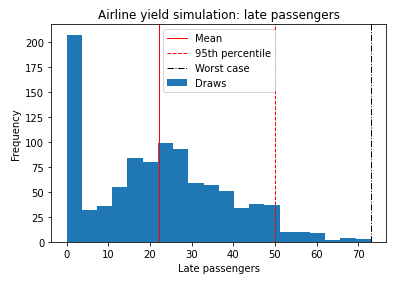 Airline yield simulation: late passengers
Mean
95th percentile
Worst case
Draws
Frequency
200
175
150
125
100
75
50
25
0
0 10 20 30 40 50 60 70
Late passengers